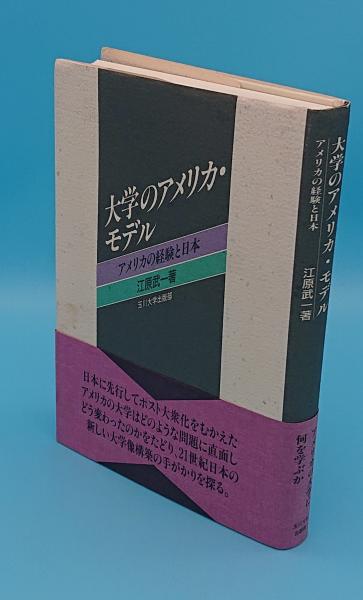 大学のアメリカ・
モデル
アメリカの経験と日本
江原武一著
玉川大学出版部
日本に先行してポスト大衆化をむかえた
アメリカの大学はどのような問題に直面し
どう変わったのかをたどり、21世紀日本の
新しい大学像構築の手がかりを探る。
大学のアメリカ・モデル
アメリカの経験と日本
江原武一著
何を学ぶか